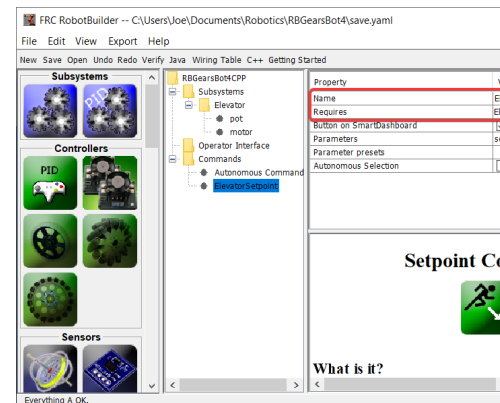 FRC RobotBuilder -- C:\Users\Joe\Documents\Robotics\RBGearsBot4\save.yaml
File Edit View Export Help
New Save Open Undo Redo Verify Java Wiring Table C++ Getting Started
Subsystems
PID
Controllers
PID
Sensors
RBGearsBot4CPP
Subsystems
Elevator
pot
motor
Operator Interface
Commands
Autonomous Command
ElevatorSetpoint
Property
Name
Requires
Button on SmartDashboard
Parameters
Parameter presets
Autonomous Selection
Setpoint Co
What is it?
Everything A OK.